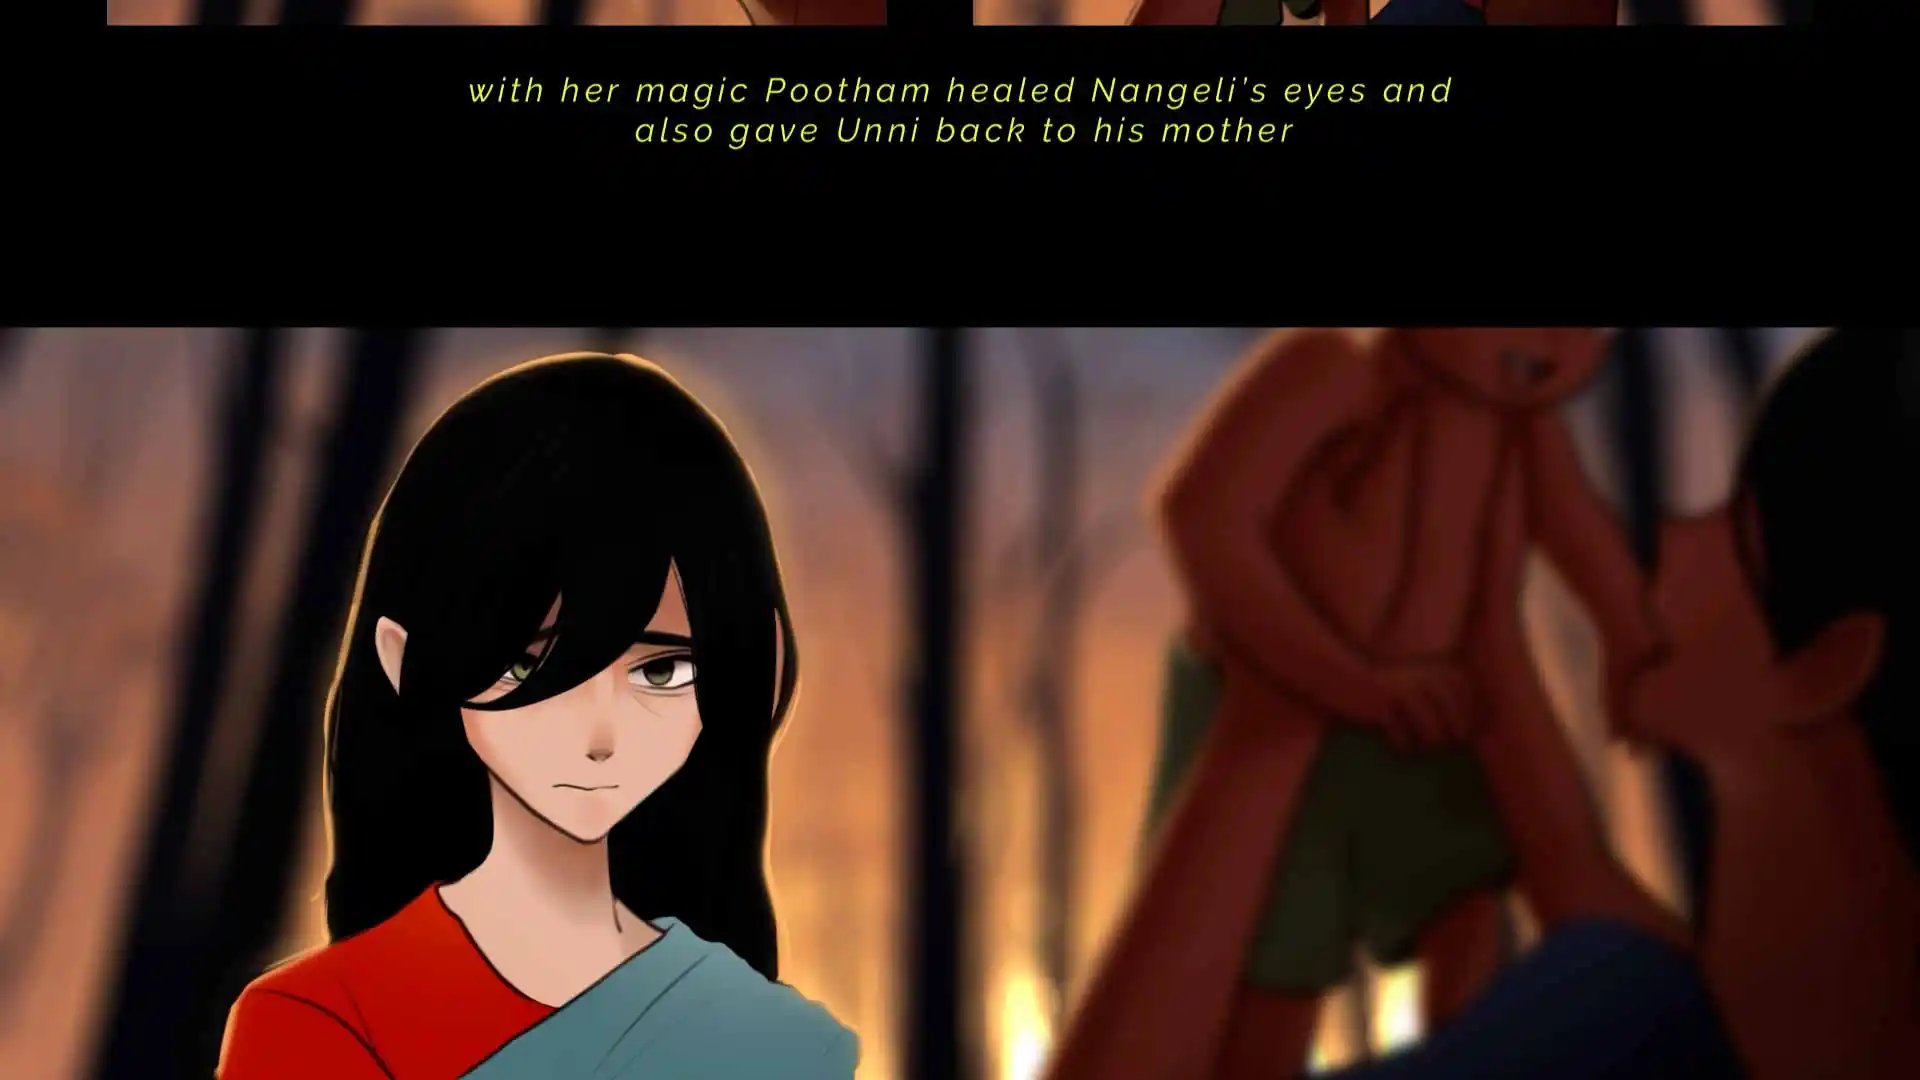 with her magic Pootham healed Nangeli's eyes and
also gave Unni back to his mother